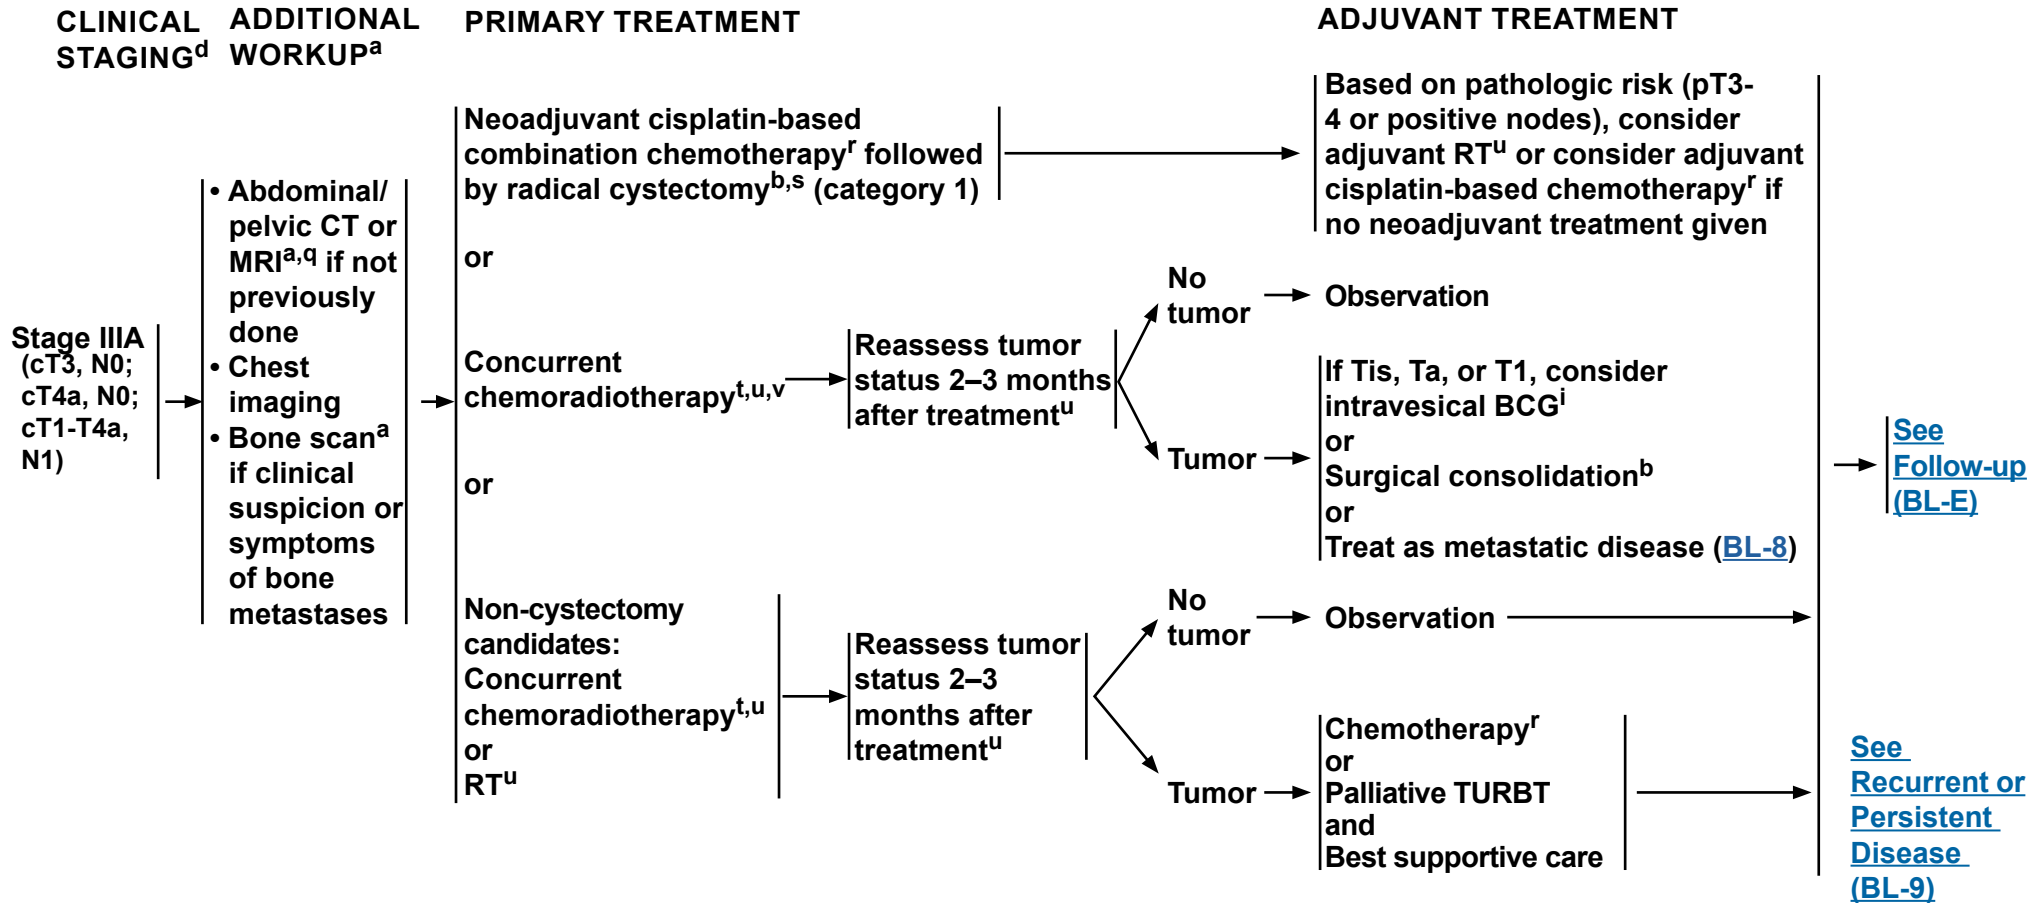 CLINICAL
STAGINGd
ADDITIONAL
WORKUPa
PRIMARY TREATMENT
ADJUVANT TREATMENT
Stage IIIA
(cT3, N0;
cT4a, N0;
cT1-T4a,
N1)
• Abdominal/
pelvic CT or
MRIa,q if not
previously
done
• Chest
imaging
• Bone scana
if clinical
suspicion or
symptoms
of bone
metastases
Neoadjuvant cisplatin-based
combination chemotherapyr followed
by radical cystectomyb,s (category 1)
or
Concurrent
chemoradiotherapyt,u,v
or
Non-cystectomy
candidates:
Concurrent
chemoradiotherapyt,u
or
RTu
Reassess tumor
status 2–3 months
after treatmentu
Reassess tumor
status 2–3
months after
treatmentu
No
tumor
Tumor
No
tumor
Tumor
Based on pathologic risk (pT3-
4 or positive nodes), consider
adjuvant RTu or consider adjuvant
cisplatin-based chemotherapyr if
no neoadjuvant treatment given
Observation
If Tis, Ta, or T1, consider
intravesical BCGi
or
Surgical consolidationb
or
Treat as metastatic disease (BL-8)
Observation
Chemotherapyr
or
Palliative TURBT
and
Best supportive care
See
Follow-up
(BL-E)
See
Recurrent or
Persistent
Disease
(BL-9)